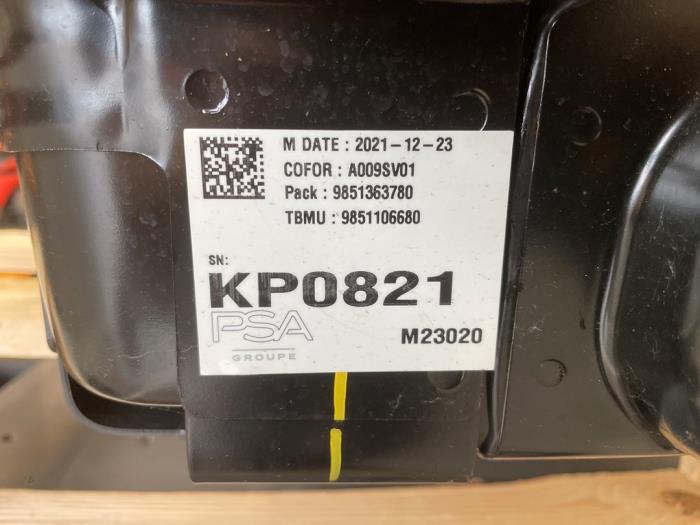 M DATE : 2021-12-23
COFOR : A009SV01
Pack : 9851363780
TBMU : 9851106680
SN:
KP0821
PSA
GROUPE
M23020